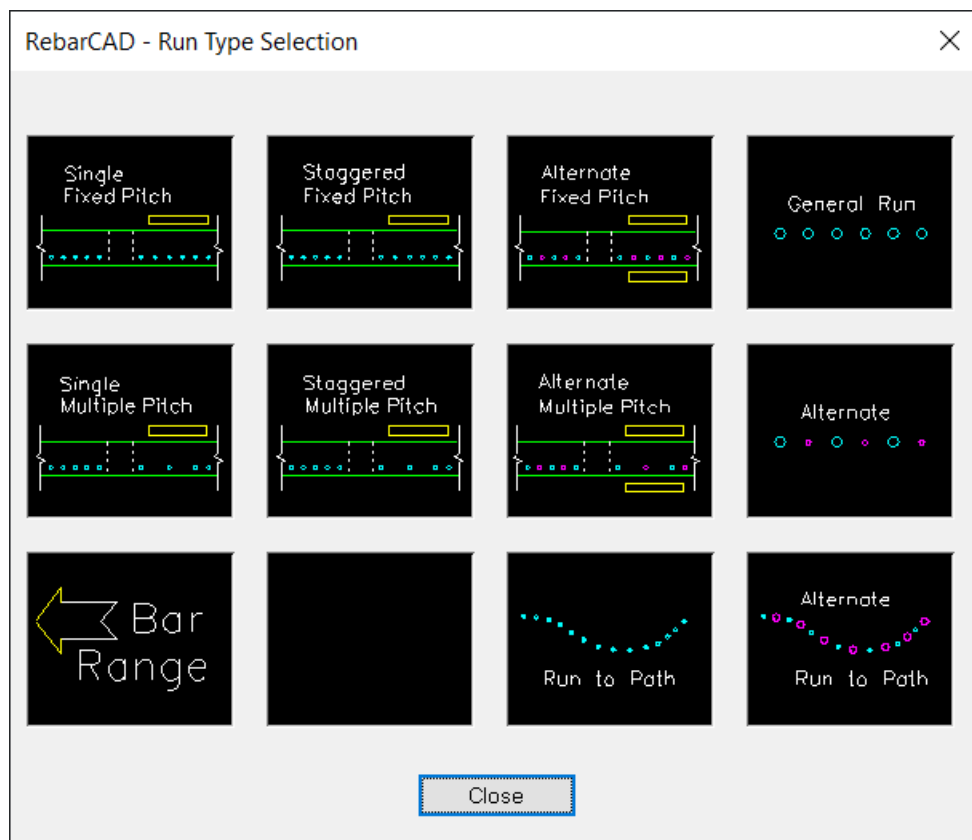 RebarCAD - Run Type Selection
Single
Fixed Pitch
Staggered
Fixed Pitch
Alternate
Fixed Pitch
General Run
Single
Multiple Pitch
Staggered
Multiple Pitch
Alternate
Multiple Pitch
Alternate
Bar
Range
Run to Path
Alternate
Run to Path
Close